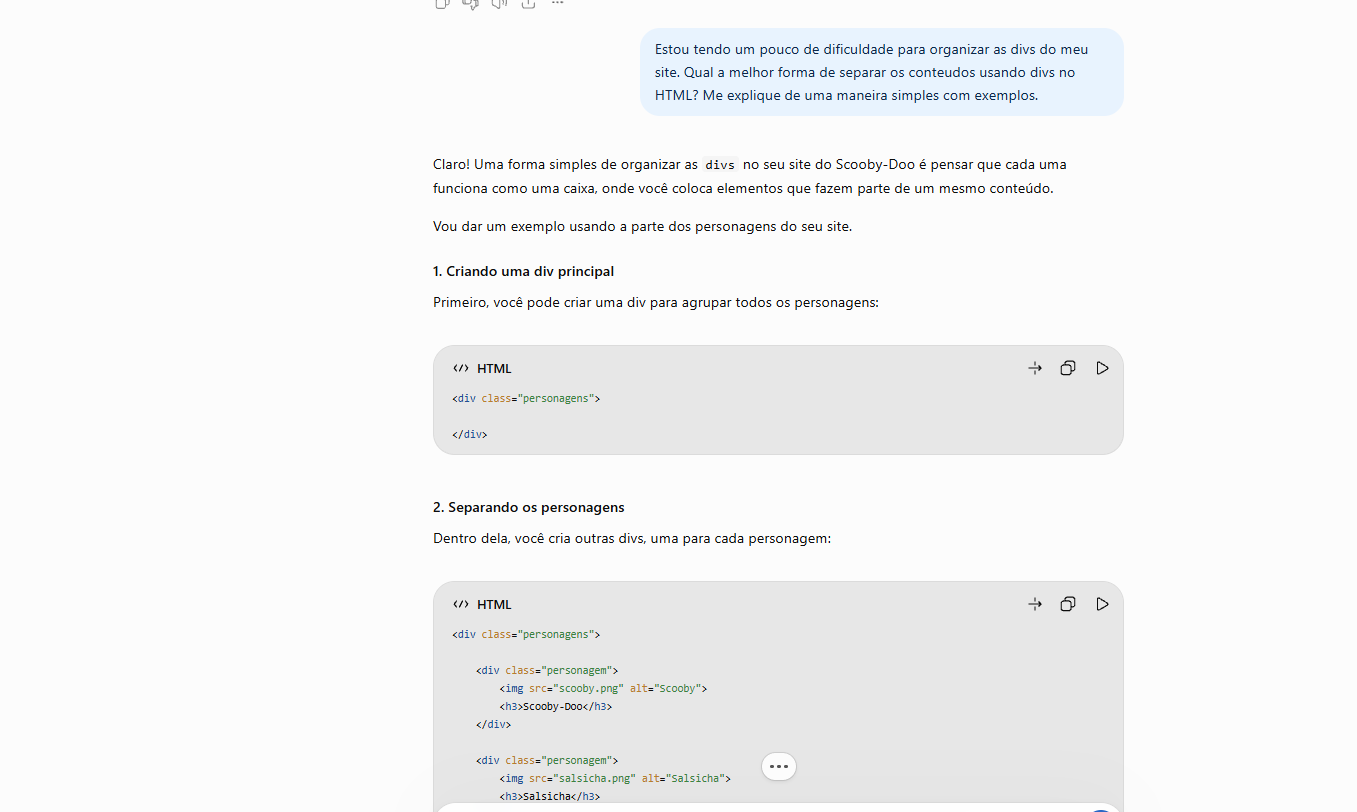 Estou tendo um pouco de dificuldade para organizar as divs do meu
site. Qual a melhor forma de separar os conteudos usando divs no
HTML? Me explique de uma maneira simples com exemplos.
Claro! Uma forma simples de organizar as divs no seu site do Scooby-Doo é pensar que cada uma
funciona como uma caixa, onde você coloca elementos que fazem parte de um mesmo conteúdo.
Vou dar um exemplo usando a parte dos personagens do seu site.
1. Criando uma div principal
Primeiro, você pode criar uma div para agrupar todos os personagens:
</> HTML
<div class="personagens">
</div>
2. Separando os personagens
Dentro dela, você cria outras divs, uma para cada personagem:
</> HTML
<div class="personagens">
<div class="personagem">
<img src="scooby.png" alt="Scooby">
<h3>Scooby-Doo</h3>
</div>
<div class="personagem">
<img src="salsicha.png" alt="Salsicha">
<h3>Salsicha</h3>